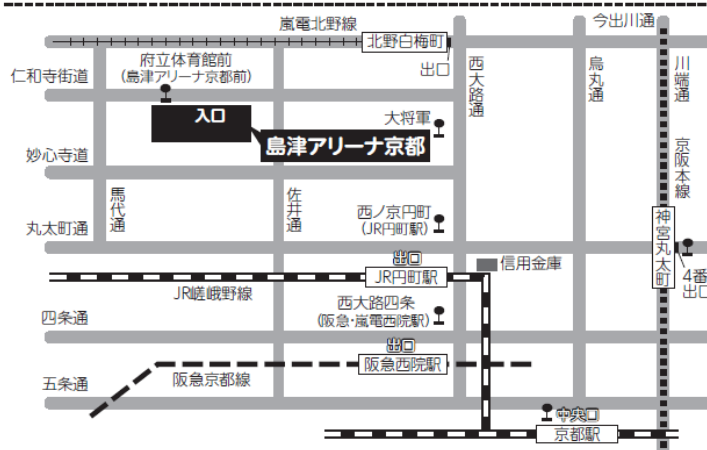 嵐電北野線
今出川通
北野白梅町
出口
仁和寺街道
府立体育館前
(島津アリーナ京都前)
西大路通
烏丸通
川端通
京阪本線
入口
大将軍
島津アリーナ京都
妙心寺道
馬代通
佐井通
西ノ京円町
(JR円町駅)
丸太町通
神宮丸太町
4番
出口
出口
JR円町駅
信用金庫
JR嵯峨野線
西大路四条
(阪急・嵐電西院駅)
四条通
出口
阪急西院駅
阪急京都線
五条通
中央口
京都駅